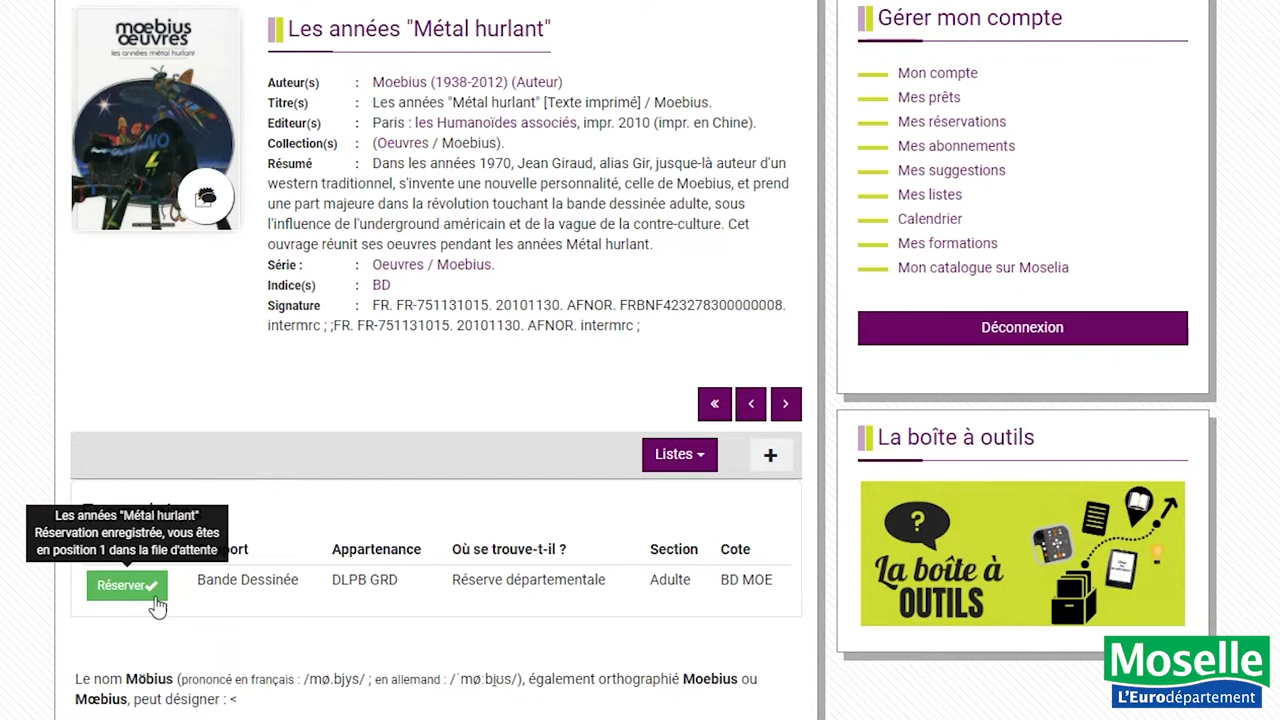 mœbius
œuvres
les années métal hurlant
Les années "Métal hurlant"
Auteur(s) : Moebius (1938-2012) (Auteur)
Titre(s) : Les années "Métal hurlant" [Texte imprimé] / Moebius.
Editeur(s) : Paris : les Humanoïdes associés, impr. 2010 (impr. en Chine).
Collection(s) : (Oeuvres / Moebius).
Résumé : Dans les années 1970, Jean Giraud, alias Gir, jusque-là auteur d'un
western traditionnel, s'invente une nouvelle personnalité, celle de Moebius, et prend
une part majeure dans la révolution touchant la bande dessinée adulte, sous
l'influence de l'underground américain et de la vague de la contre-culture. Cet
ouvrage réunit ses oeuvres pendant les années Métal hurlant.
Série : : Oeuvres / Moebius.
Indice(s) : BD
Signature : FR. FR-751131015. 20101130. AFNOR. FRBNF423278300000008.
intermrc ; ;FR. FR-751131015. 20101130. AFNOR. intermrc ;
« ‹ ›
Listes +
Les années "Métal hurlant"
Réservation enregistrée, vous êtes
en position 1 dans la file d'attente
Appartenance Où se trouve-t-il ? Section Cote
Réserver Bande Dessinée DLPB GRD Réserve départementale Adulte BD MOE
Le nom Möbius (prononcé en français : /mø.bjys/ ; en allemand : /ˈmøːbjʊs/), également orthographié Moebius ou
Mœbius, peut désigner : <
Gérer mon compte
Mon compte
Mes prêts
Mes réservations
Mes abonnements
Mes suggestions
Mes listes
Calendrier
Mes formations
Mon catalogue sur Moselia
Déconnexion
La boîte à outils
?
La boîte à
OUTILS
Moselle
L'Eurodépartement